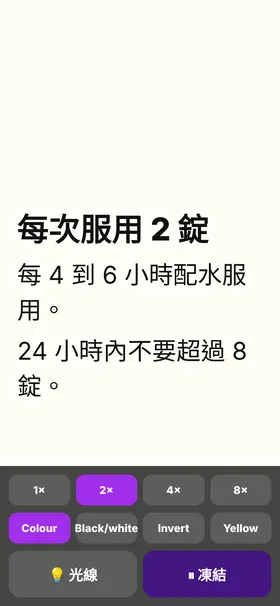 每次服用 2 錠
每 4 到 6 小時配水服
用。
24 小時內不要超過 8
錠。
1×
2×
4×
8×
Colour
Black/white
Invert
Yellow
💡 光線
⏸ 凍結